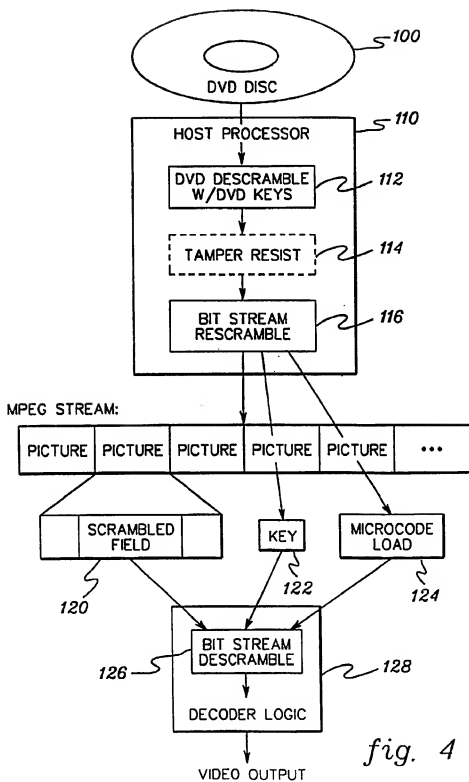 100
DVD DISC
110
HOST PROCESSOR
DVD DESCRAMBLE
W/DVD KEYS
112
TAMPER RESIST
114
BIT STREAM
RESCRAMBLE
116
MPEG STREAM:
PICTURE PICTURE PICTURE PICTURE PICTURE •••
SCRAMBLED
FIELD
KEY
MICROCODE
LOAD
120
122
124
BIT STREAM
DESCRAMBLE
126
128
DECODER LOGIC
VIDEO OUTPUT
fig. 4